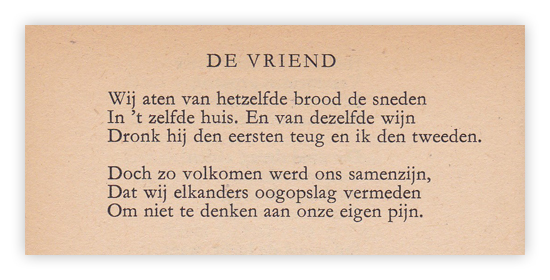 DE VRIEND
Wij aten van hetzelfde brood de sneden
In 't zelfde huis. En van dezelfde wijn
Dronk hij den eersten teug en ik den tweeden.
Doch zo volkomen werd ons samenzijn,
Dat wij elkanders oogopslag vermeden
Om niet te denken aan onze eigen pijn.